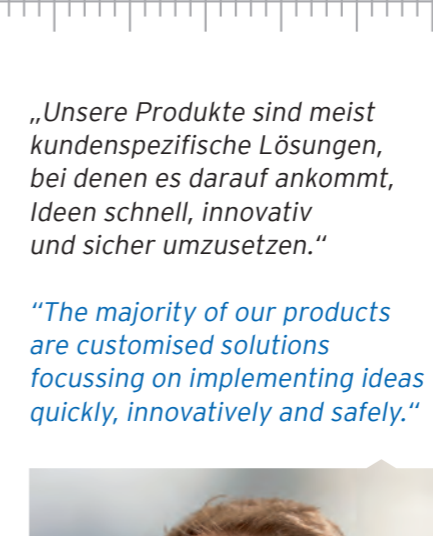 „Unsere Produkte sind meist
kundenspezifische Lösungen,
bei denen es darauf ankommt,
Ideen schnell, innovativ
und sicher umzusetzen.“
“The majority of our products
are customised solutions
focussing on implementing ideas
quickly, innovatively and safely.“